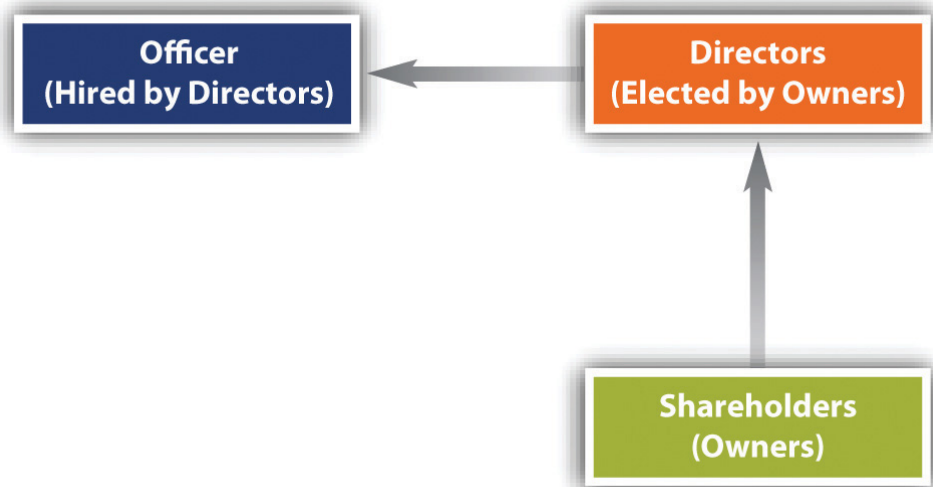 Officer
(Hired by Directors)
Directors
(Elected by Owners)
Shareholders
(Owners)